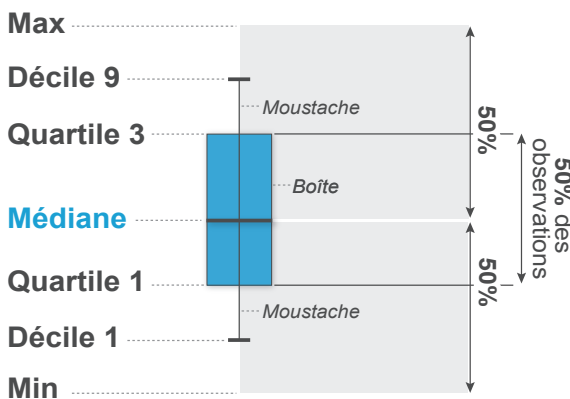 Max
Décile 9
Moustache
Quartile 3
50%
Boîte
50% des
observations
Médiane
Quartile 1
50%
Moustache
Décile 1
Min